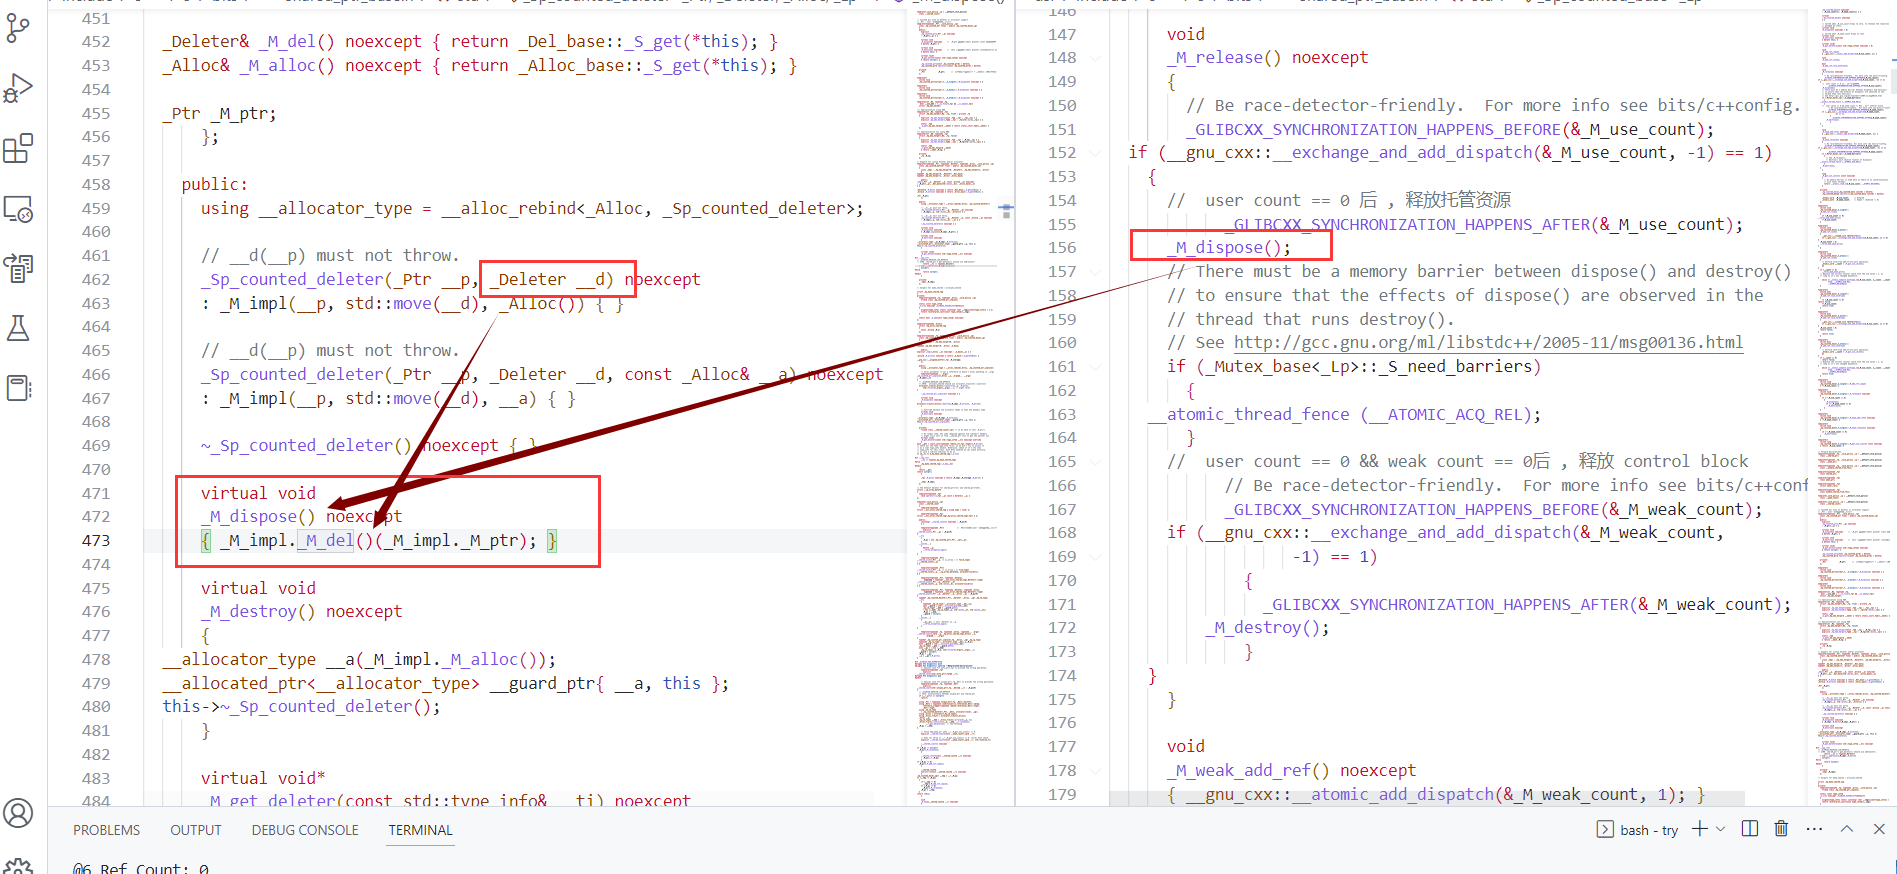 451
452 _Deleter& _M_del() noexcept { return _Del_base::_S_get(*this); }
453 _Alloc& _M_alloc() noexcept { return _Alloc_base::_S_get(*this); }
454
455 _Ptr _M_ptr;
456 };
457
458 public:
459 using __allocator_type = __alloc_rebind<_Alloc, _Sp_counted_deleter>;
460
461 // __d(__p) must not throw.
462 _Sp_counted_deleter(_Ptr __p, _Deleter __d) noexcept
463 : _M_impl(__p, std::move(__d), _Alloc()) { }
464
465 // __d(__p) must not throw.
466 _Sp_counted_deleter(_Ptr __p, _Deleter __d, const _Alloc& __a) noexcept
467 : _M_impl(__p, std::move(__d), __a) { }
468
469 ~_Sp_counted_deleter() noexcept { }
470
471 virtual void
472 _M_dispose() noexcept
473 { _M_impl._M_del()(_M_impl._M_ptr); }
474
475 virtual void
476 _M_destroy() noexcept
477 {
478 __allocator_type __a(_M_impl._M_alloc());
479 __allocated_ptr<__allocator_type> __guard_ptr{ __a, this };
480 this->~_Sp_counted_deleter();
481 }
482
483 virtual void*
484 _M_get_deleter(const std::type_info& __ti) noexcept
146
147 void
148 _M_release() noexcept
149 {
150 // Be race-detector-friendly.  For more info see bits/c++config.
151 _GLIBCXX_SYNCHRONIZATION_HAPPENS_BEFORE(&_M_use_count);
152 if (__gnu_cxx::__exchange_and_add_dispatch(&_M_use_count, -1) == 1)
153 {
154 //  user count == 0 后 , 释放托管资源
155 _GLIBCXX_SYNCHRONIZATION_HAPPENS_AFTER(&_M_use_count);
156 _M_dispose();
157 // There must be a memory barrier between dispose() and destroy()
158 // to ensure that the effects of dispose() are observed in the
159 // thread that runs destroy().
160 // See http://gcc.gnu.org/ml/libstdc++/2005-11/msg00136.html
161 if (_Mutex_base<_Lp>::_S_need_barriers)
162 {
163 __atomic_thread_fence (__ATOMIC_ACQ_REL);
164 }
165 //  user count == 0 && weak count == 0后 , 释放 control block
166 // Be race-detector-friendly.  For more info see bits/c++conf
167 _GLIBCXX_SYNCHRONIZATION_HAPPENS_BEFORE(&_M_weak_count);
168 if (__gnu_cxx::__exchange_and_add_dispatch(&_M_weak_count,
169 -1) == 1)
170 {
171 _GLIBCXX_SYNCHRONIZATION_HAPPENS_AFTER(&_M_weak_count);
172 _M_destroy();
173 }
174 }
175 }
176
177 void
178 _M_weak_add_ref() noexcept
179 { __gnu_cxx::__atomic_add_dispatch(&_M_weak_count, 1); }
PROBLEMS OUTPUT DEBUG CONSOLE TERMINAL
bash - try
@6 Ref Count: 0